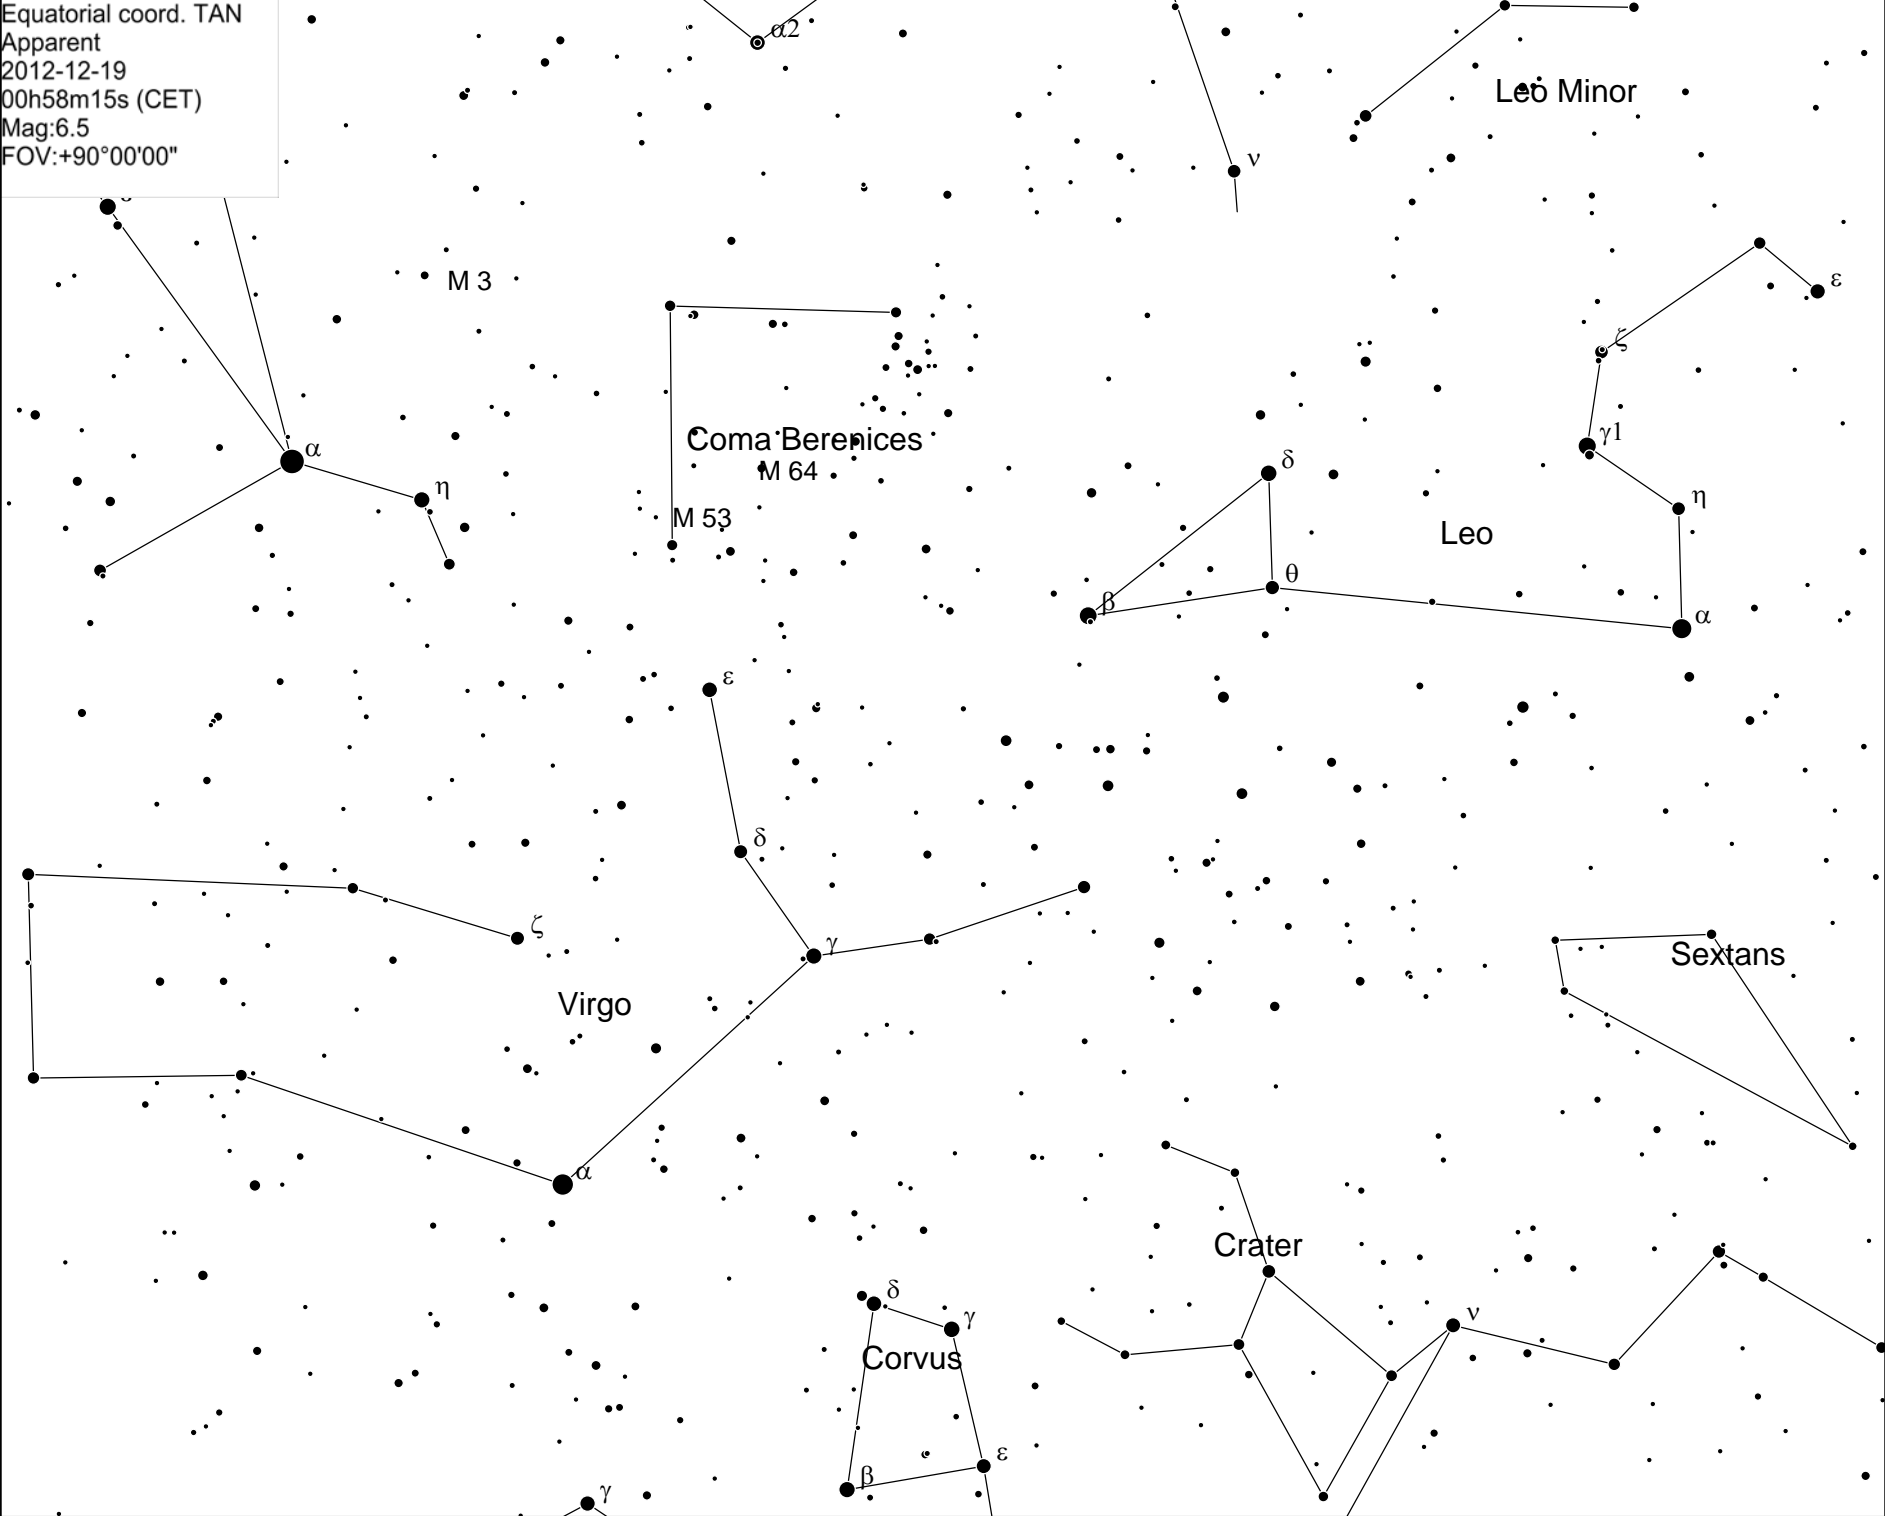 Equatorial coord. TAN
Apparent
2012-12-19
00h58m15s (CET)
Mag:6.5
FOV:+90°00'00"
α2
Leo Minor
ν
M 3
ε
ζ
γ1
Coma Berenices
α
M 64
δ
η
η
M 53
Leo
θ
β
α
ε
δ
ζ
γ
Sextans
Virgo
α
Crater
δ
γ
ν
Corvus
ε
β
γ